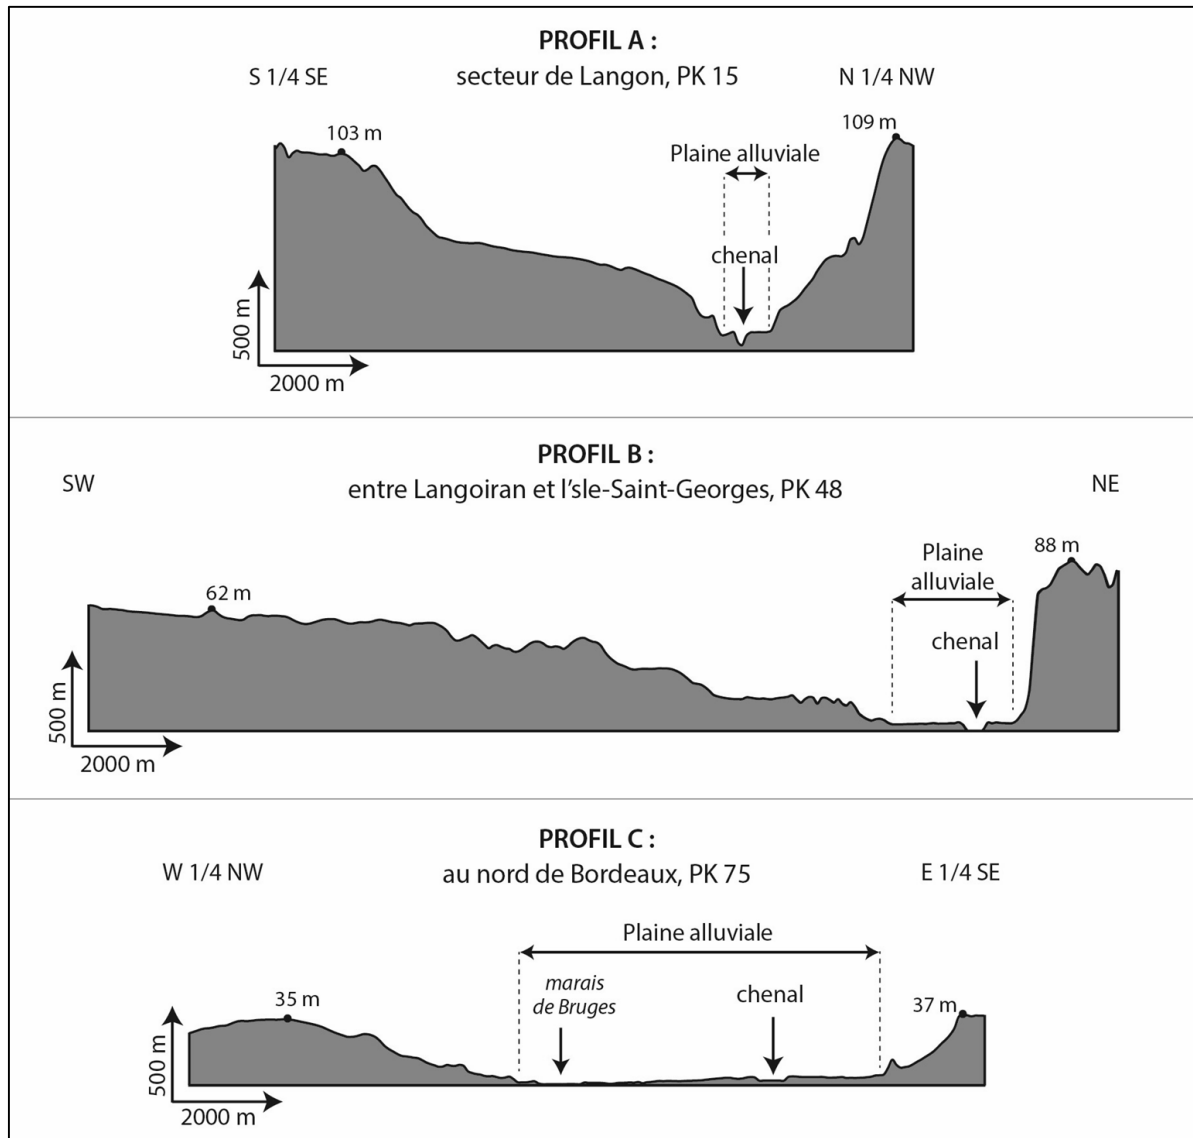 PROFIL A :
S 1/4 SE
secteur de Langon, PK 15
N 1/4 NW
103 m
109 m
Plaine alluviale
chenal
500 m
2000 m
PROFIL B :
SW
entre Langoiran et l'sle-Saint-Georges, PK 48
NE
62 m
Plaine
alluviale
88 m
chenal
500 m
2000 m
PROFIL C :
W 1/4 NW
au nord de Bordeaux, PK 75
E 1/4 SE
Plaine alluviale
35 m
marais
de Bruges
chenal
37 m
500 m
2000 m